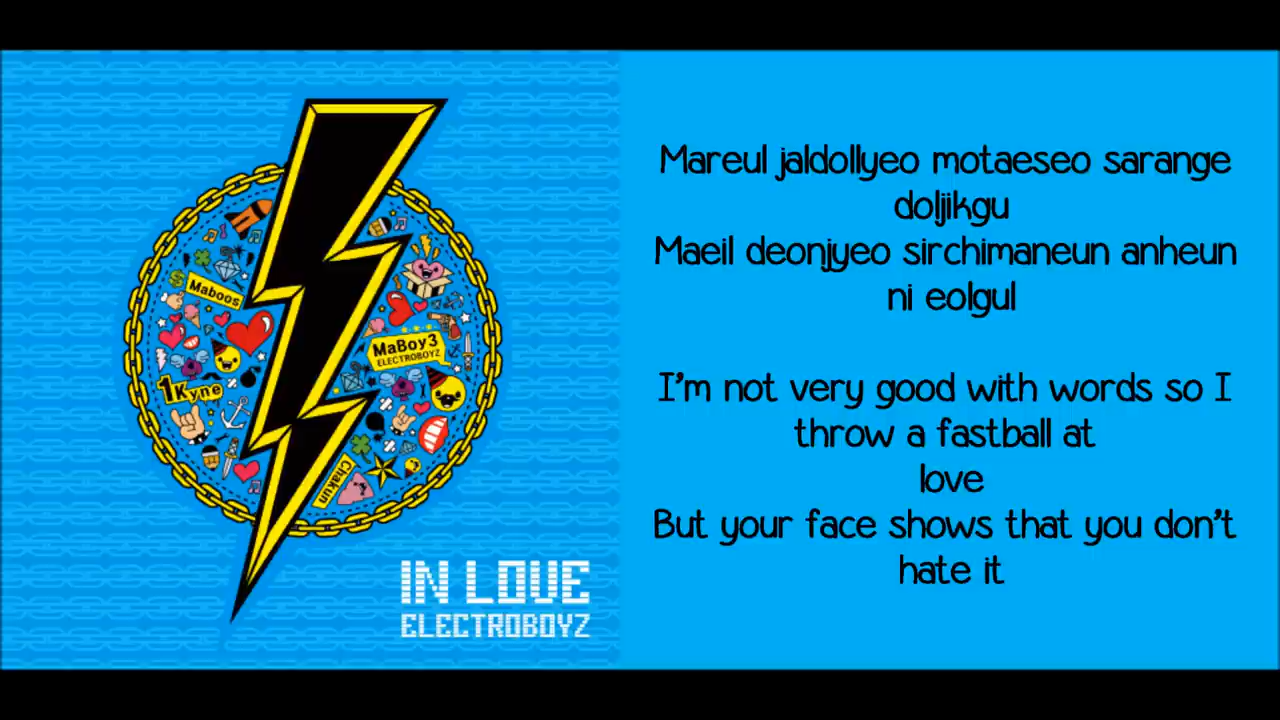 Maboos
MaBoy3
ELECTROBOYZ
1Kyne
Chakun
IN LOVE
ELECTROBOYZ
Mareul jaldollyeo motaeseo sarange
doljikgu
Maeil deonjyeo sirchimaneun anheun
ni eolgul
I'm not very good with words so I
throw a fastball at
love
But your face shows that you don't
hate it